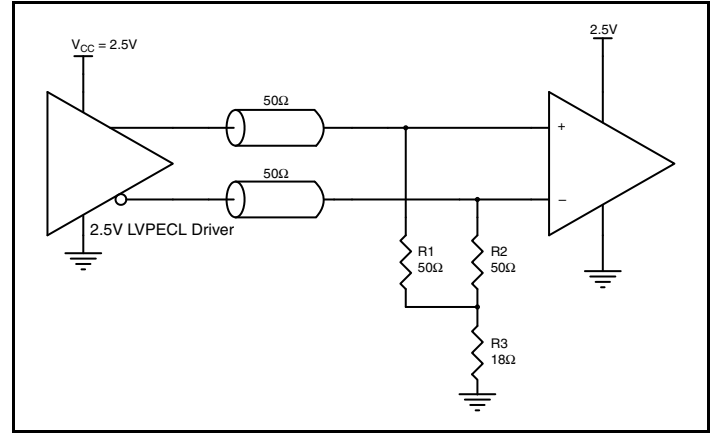 V_CC = 2.5V
2.5V
50Ω
50Ω
+
–
2.5V LVPECL Driver
R1
50Ω
R2
50Ω
R3
18Ω